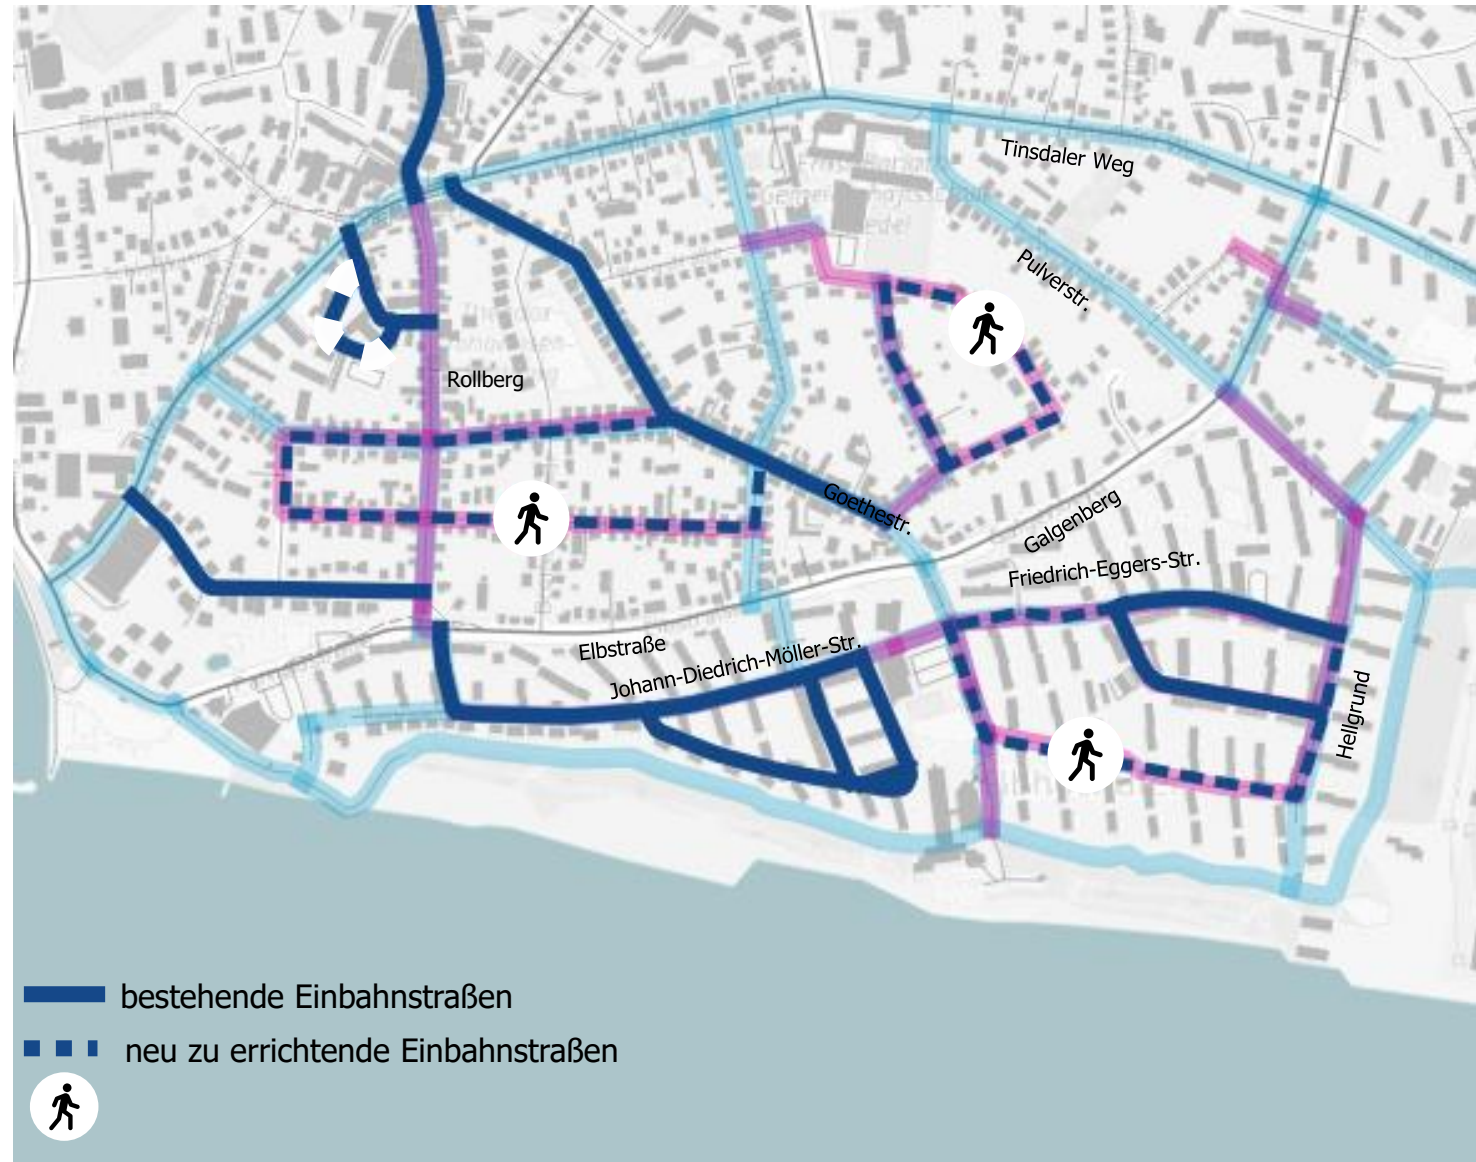 Tinsdaler Weg
Pulverstr.
Rollberg
Goethestr.
Galgenberg
Friedrich-Eggers-Str.
Elbstraße
Johann-Diedrich-Möller-Str.
Hellgrund
bestehende Einbahnstraßen
neu zu errichtende Einbahnstraßen